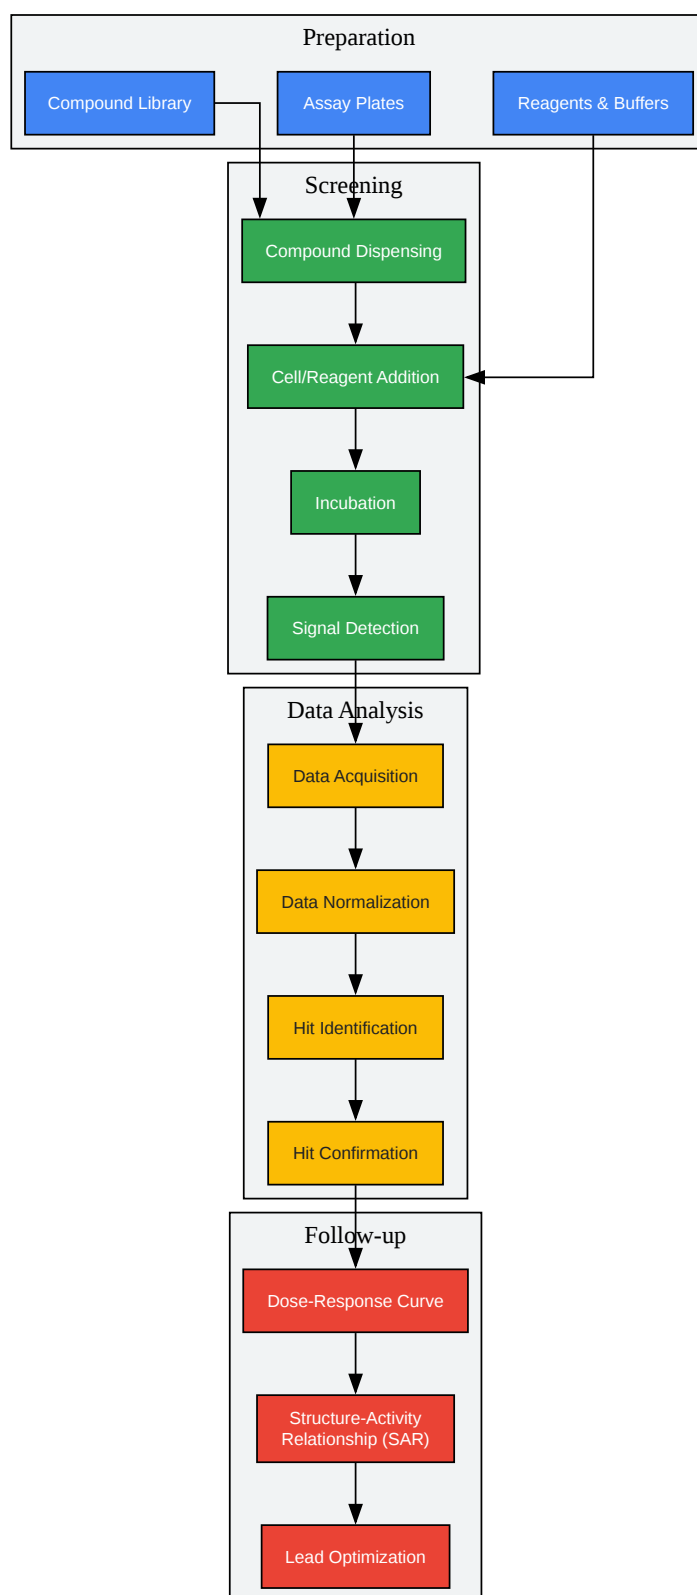 Preparation
Compound Library
Assay Plates
Reagents & Buffers
Screening
Compound Dispensing
Cell/Reagent Addition
Incubation
Signal Detection
Data Analysis
Data Acquisition
Data Normalization
Hit Identification
Hit Confirmation
Follow-up
Dose-Response Curve
Structure-Activity
Relationship (SAR)
Lead Optimization